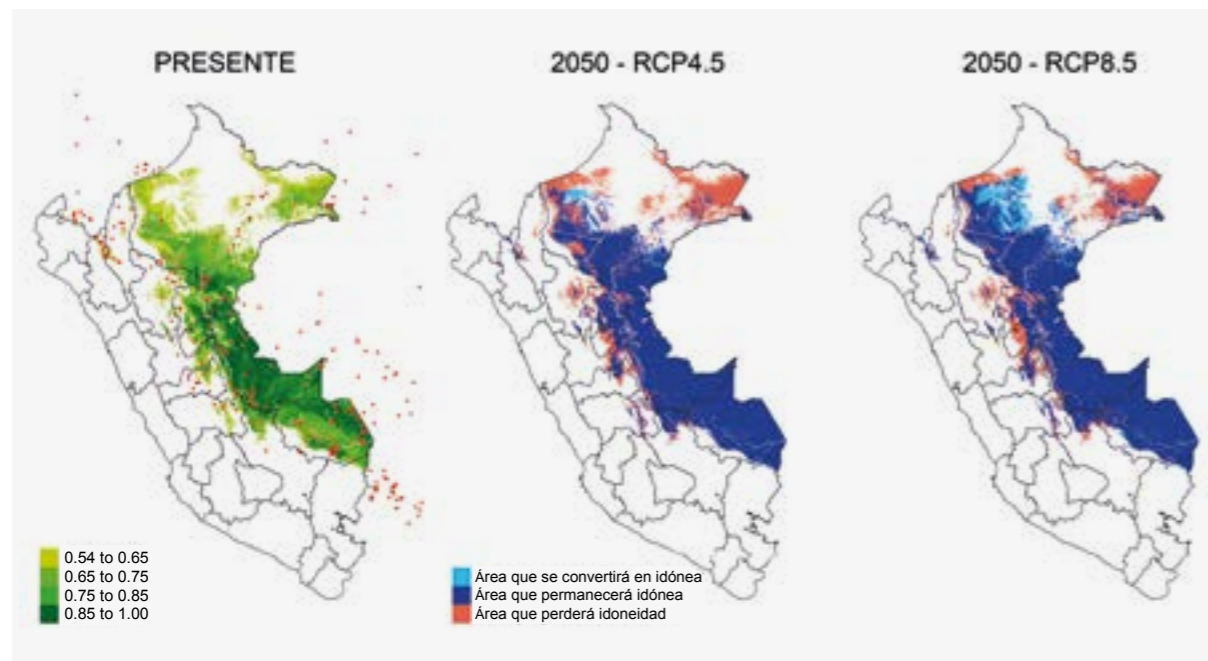 PRESENTE
2050 - RCP4.5
2050 - RCP8.5
0.54 to 0.65
0.65 to 0.75
0.75 to 0.85
0.85 to 1.00
Área que se convertirá en idónea
Área que permanecerá idónea
Área que perderá idoneidad